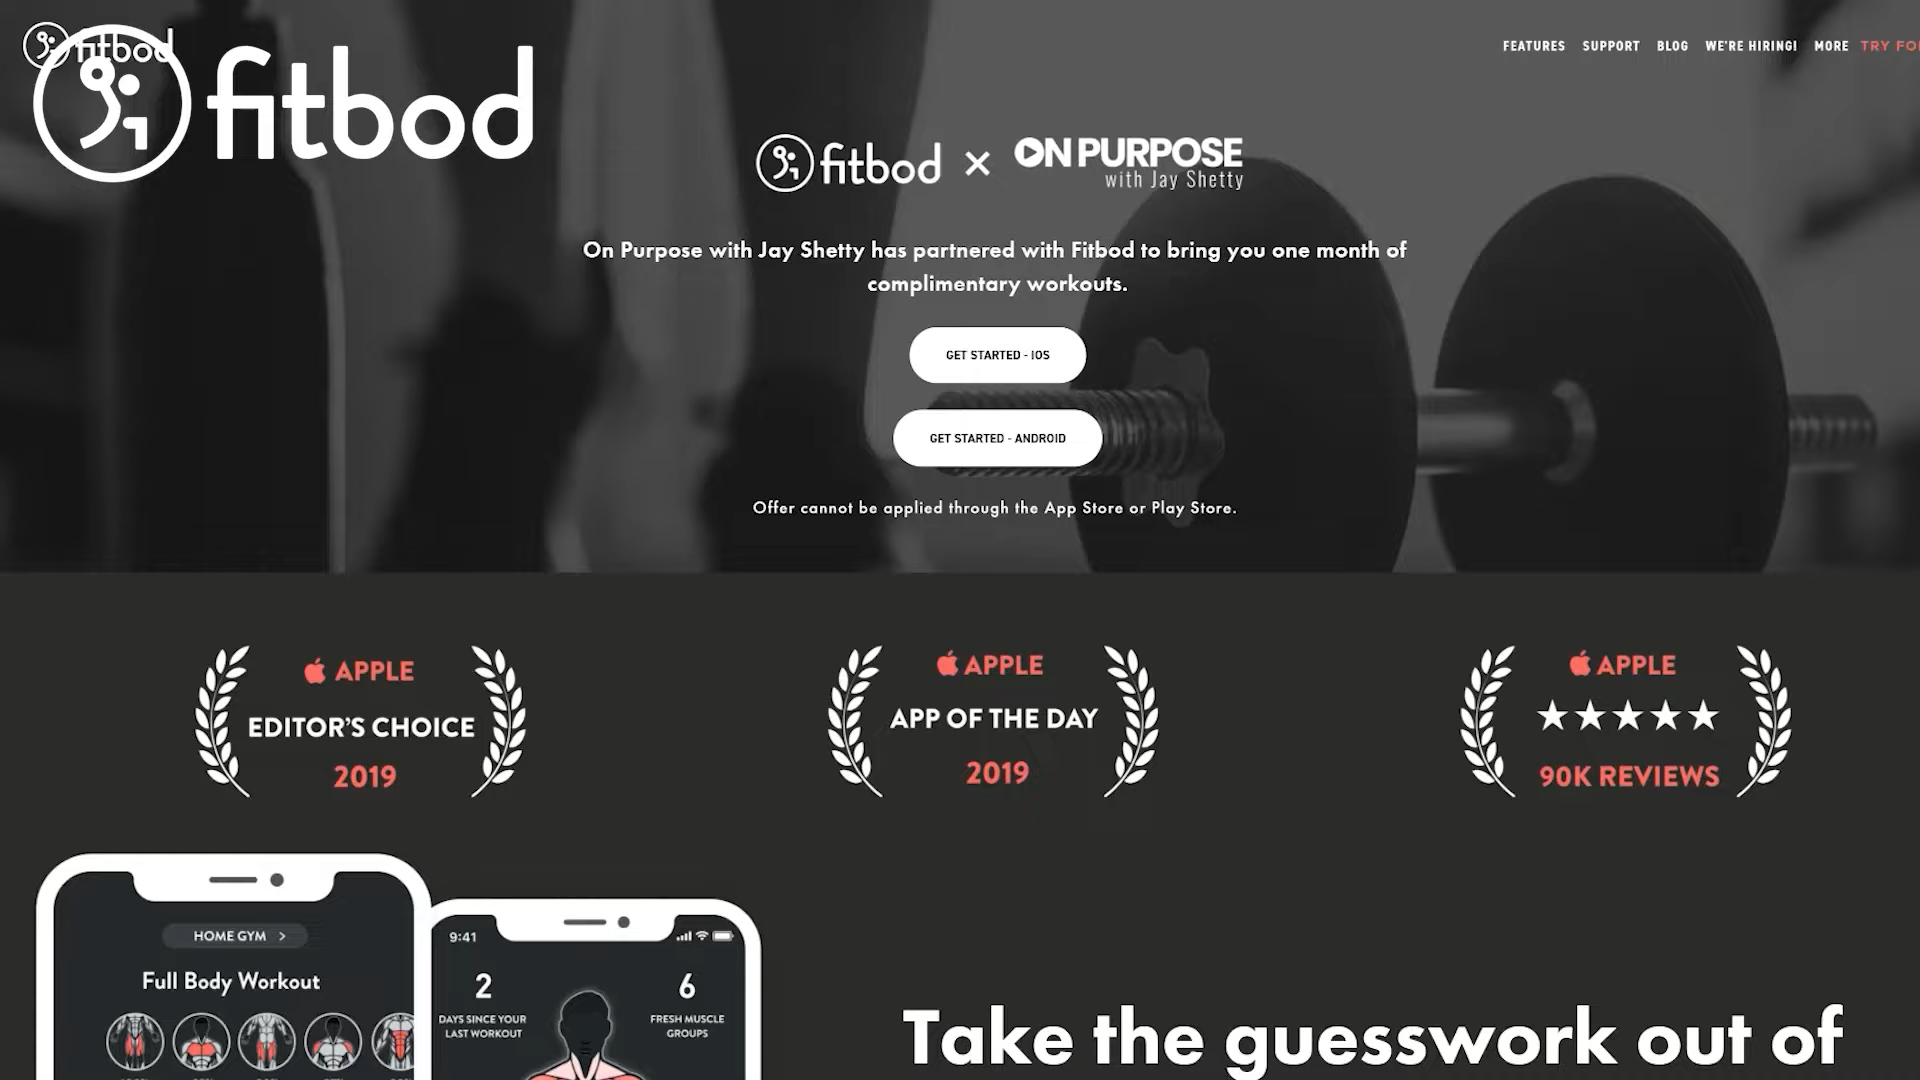 fitbod
fitbod
FEATURES SUPPORT BLOG WE'RE HIRING! MORE TRY
fitbod × ON PURPOSE
with Jay Shetty
On Purpose with Jay Shetty has partnered with Fitbod to bring you one month of
complimentary workouts.
GET STARTED - IOS
GET STARTED - ANDROID
Offer cannot be applied through the App Store or Play Store.
APPLE
EDITOR'S CHOICE
2019
APPLE
APP OF THE DAY
2019
APPLE
★★★★★
90K REVIEWS
HOME GYM >
Full Body Workout
9:41
2
DAYS SINCE YOUR
LAST WORKOUT
6
FRESH MUSCLE
GROUPS
Take the guesswork out of